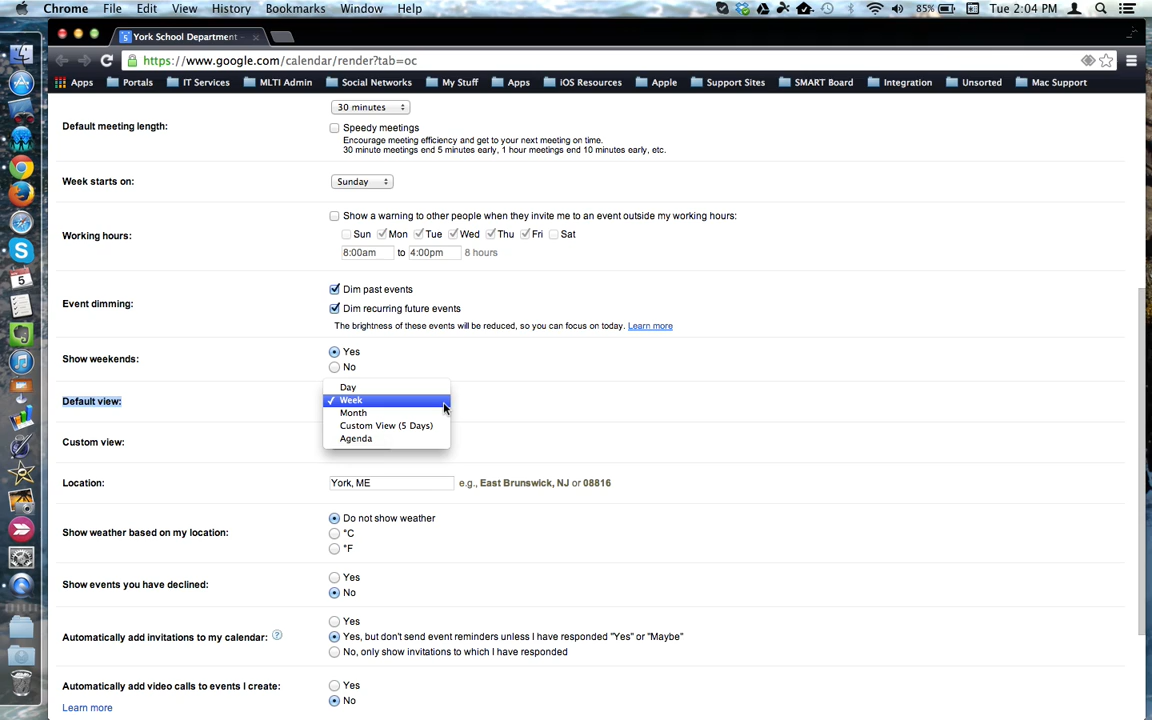 Chrome File Edit View History Bookmarks Window Help 85% Tue 2:04 PM
York School Department -
https://www.google.com/calendar/render?tab=oc
Apps Portals IT Services MLTI Admin Social Networks My Stuff Apps iOS Resources Apple Support Sites SMART Board Integration Unsorted Mac Support
30 minutes
Default meeting length:
Speedy meetings
Encourage meeting efficiency and get to your next meeting on time.
30 minute meetings end 5 minutes early, 1 hour meetings end 10 minutes early, etc.
Week starts on: Sunday
Show a warning to other people when they invite me to an event outside my working hours:
Working hours: Sun Mon Tue Wed Thu Fri Sat
8:00am to 4:00pm 8 hours
Dim past events
Event dimming:
Dim recurring future events
The brightness of these events will be reduced, so you can focus on today. Learn more
Yes
Show weekends:
No
Day
Default view: Week
Month
Custom View (5 Days)
Agenda
Custom view:
Location: York, ME e.g., East Brunswick, NJ or 08816
Do not show weather
Show weather based on my location: °C
°F
Yes
Show events you have declined:
No
Yes
Automatically add invitations to my calendar: ? Yes, but don't send event reminders unless I have responded "Yes" or "Maybe"
No, only show invitations to which I have responded
Automatically add video calls to events I create: Yes
No
Learn more
5